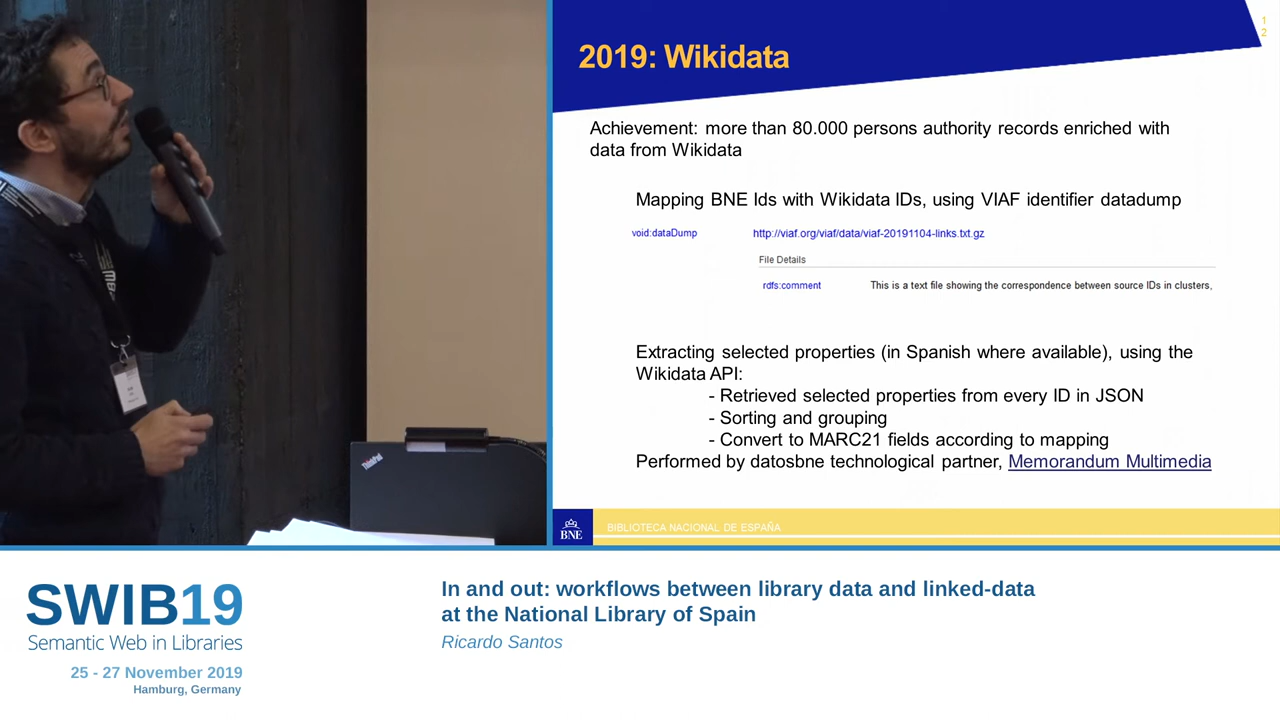 2019: Wikidata
1
2
Achievement: more than 80.000 persons authority records enriched with
data from Wikidata
Mapping BNE Ids with Wikidata IDs, using VIAF identifier datadump
void:dataDump http://viaf.org/viaf/data/viaf-20191104-links.txt.gz
File Details
rdfs:comment This is a text file showing the correspondence between source IDs in clusters,
Extracting selected properties (in Spanish where available), using the
Wikidata API:
- Retrieved selected properties from every ID in JSON
- Sorting and grouping
- Convert to MARC21 fields according to mapping
Performed by datosbne technological partner, Memorandum Multimedia
BNE
BIBLIOTECA NACIONAL DE ESPAÑA
ThinkPad
SWIB19
Semantic Web in Libraries
25 - 27 November 2019
Hamburg, Germany
In and out: workflows between library data and linked-data
at the National Library of Spain
Ricardo Santos